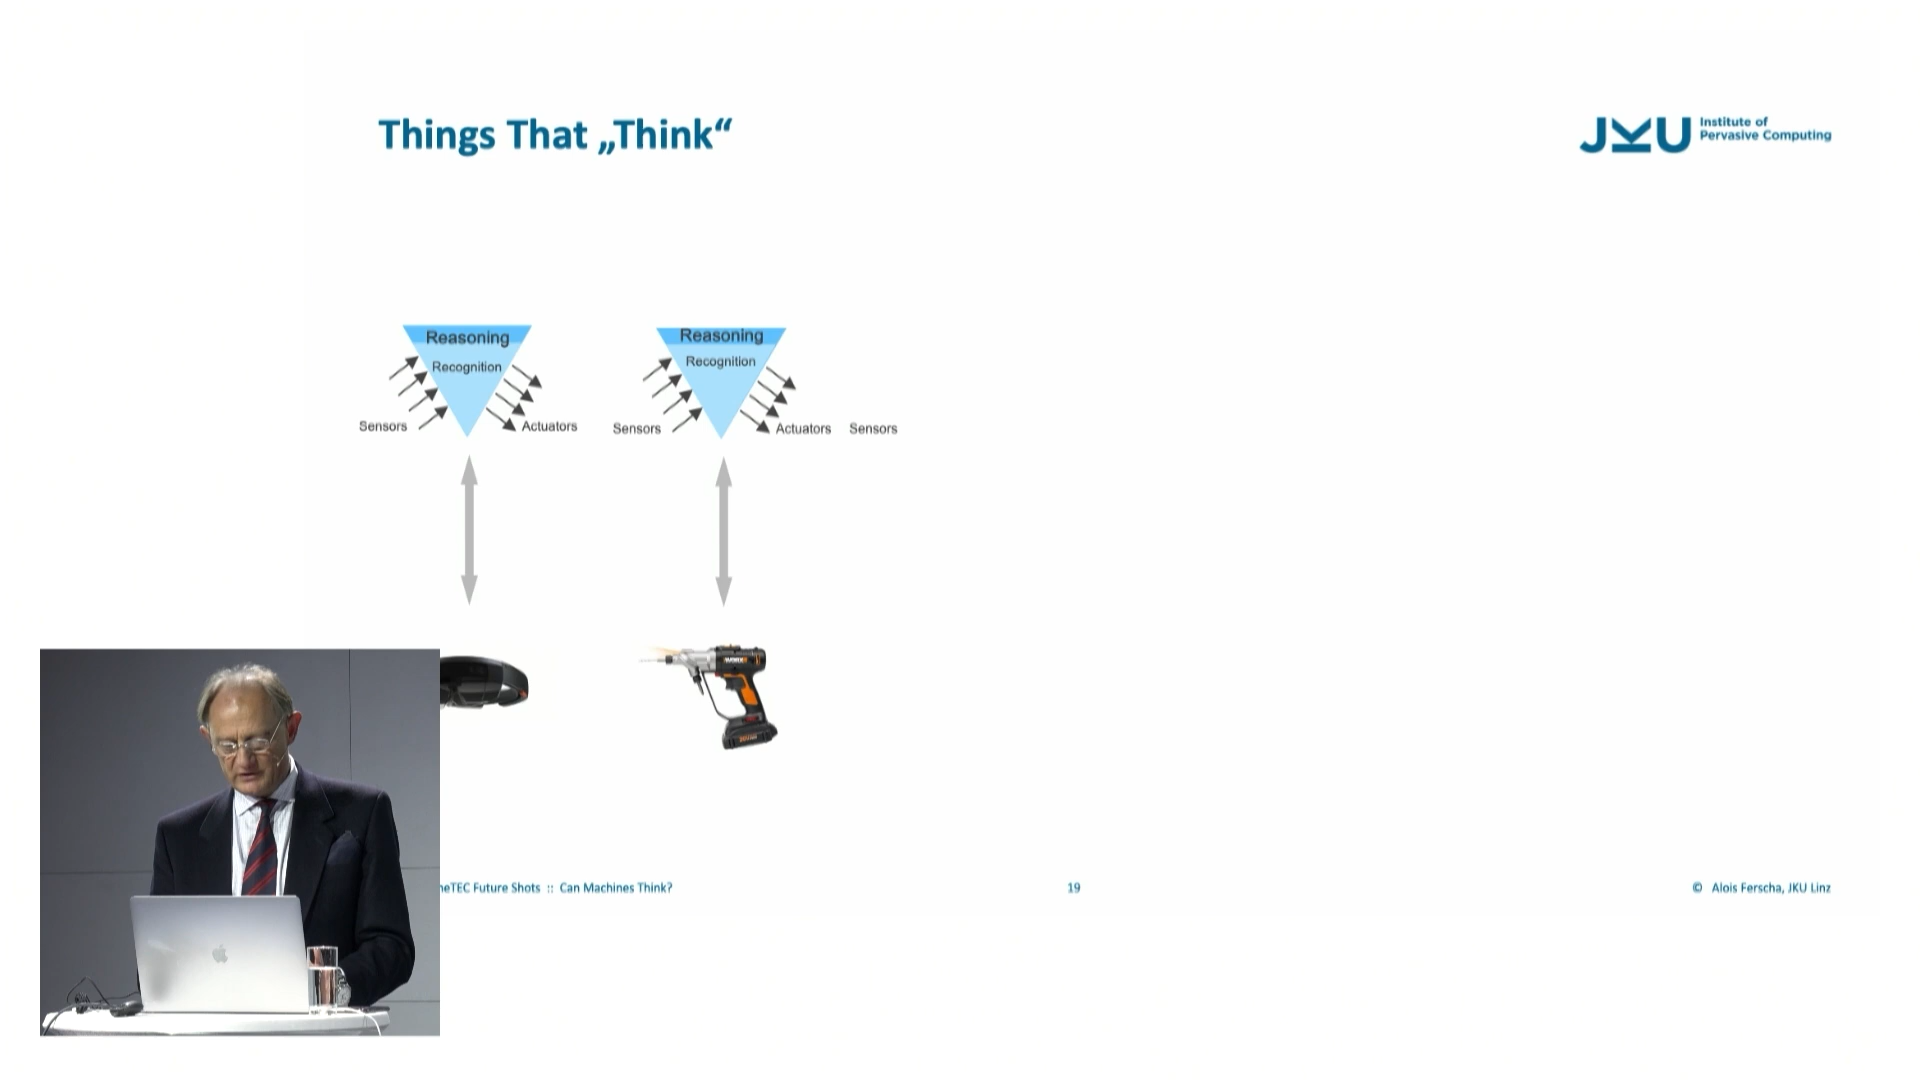 Things That „Think“
JKU Institute of
Pervasive Computing
Reasoning
Recognition
Sensors
Actuators
Reasoning
Recognition
Sensors
Actuators
Sensors
neTEC Future Shots :: Can Machines Think?
19
© Alois Ferscha, JKU Linz